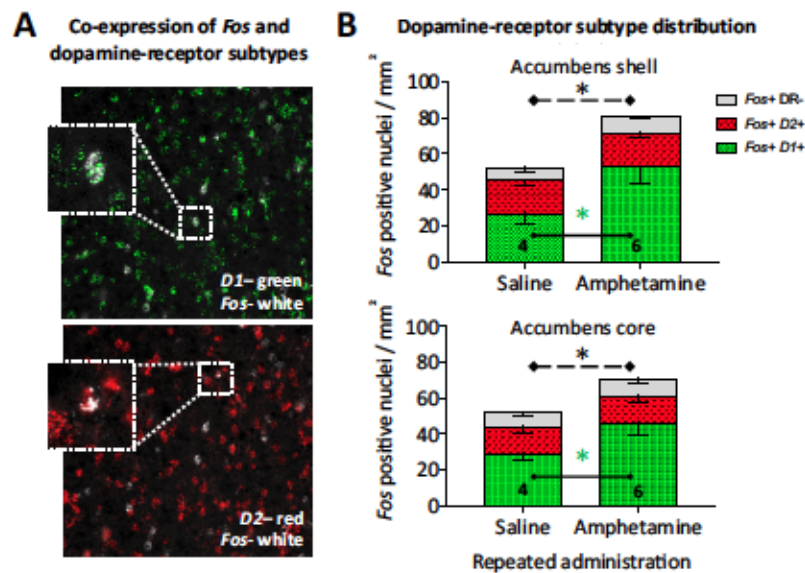 A
Co-expression of Fos and
dopamine-receptor subtypes
D1– green
Fos- white
D2– red
Fos- white
B
Dopamine-receptor subtype distribution
Accumbens shell
Fos positive nuclei / mm²
100
80
60
40
20
0
*
*
4
6
Saline
Amphetamine
Fos+ DR-
Fos+ D2+
Fos+ D1+
Accumbens core
Fos positive nuclei / mm²
100
80
60
40
20
0
*
*
4
6
Saline
Amphetamine
Repeated administration